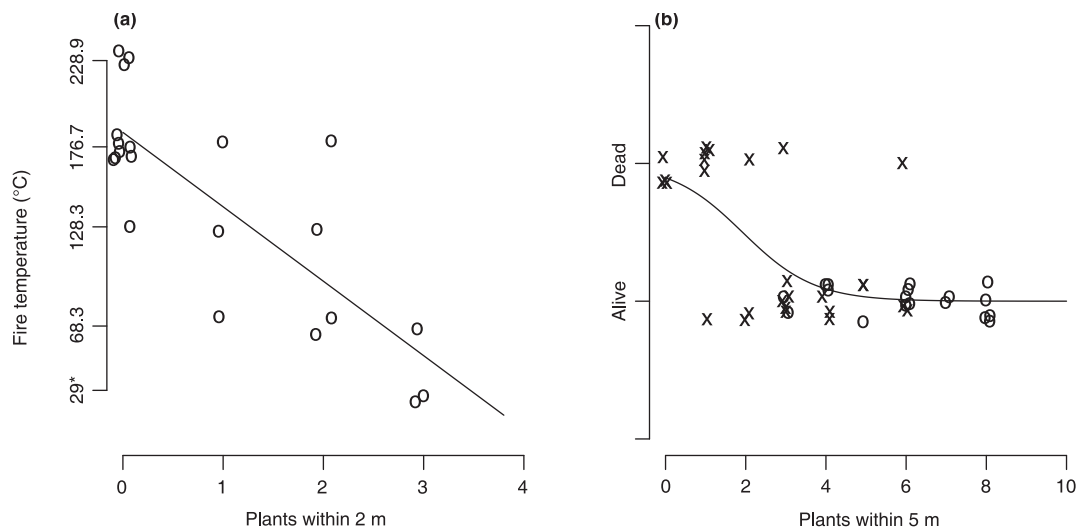 (a)
Fire temperature (°C)
228.9
176.7
128.3
68.3
29*
0 1 2 3 4
Plants within 2 m
(b)
Dead
Alive
0 2 4 6 8 10
Plants within 5 m